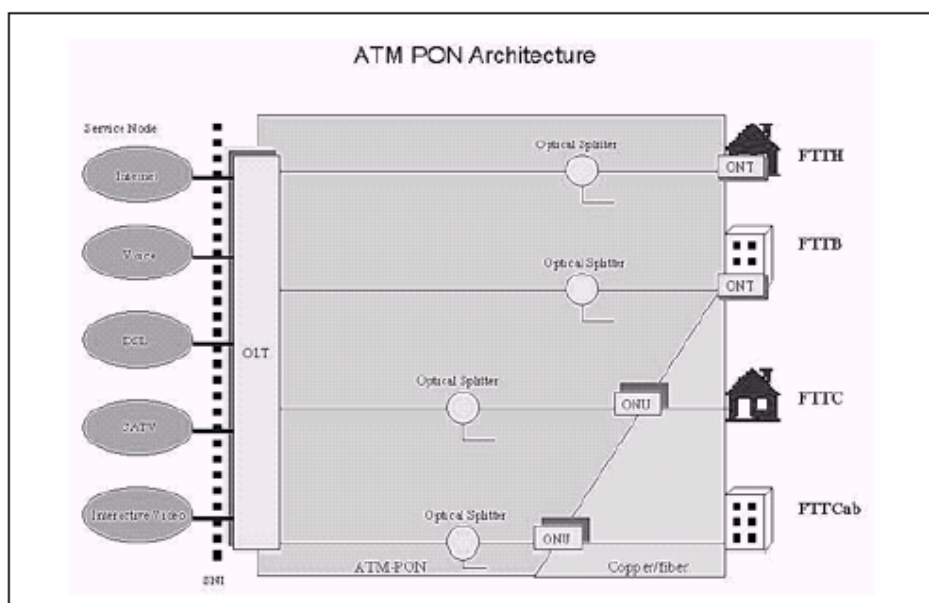 ATM PON Architecture
Service Node
Internet
Voice
DSL
CATV
Interective Video
SNI
OLT
Optical Splitter
ONT
FTTH
Optical Splitter
ONT
FTTB
Optical Splitter
ONU
FTTC
Optical Splitter
ONU
FTTCab
ATM-PON
Copper/fiber